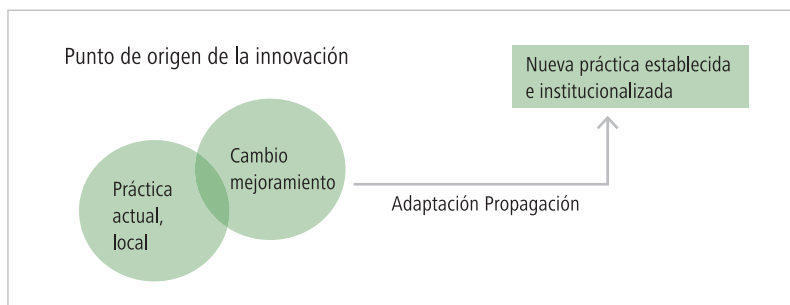 Punto de origen de la innovación
Nueva práctica establecida
e institucionalizada
Cambio
mejoramiento
Práctica
actual,
local
Adaptación Propagación